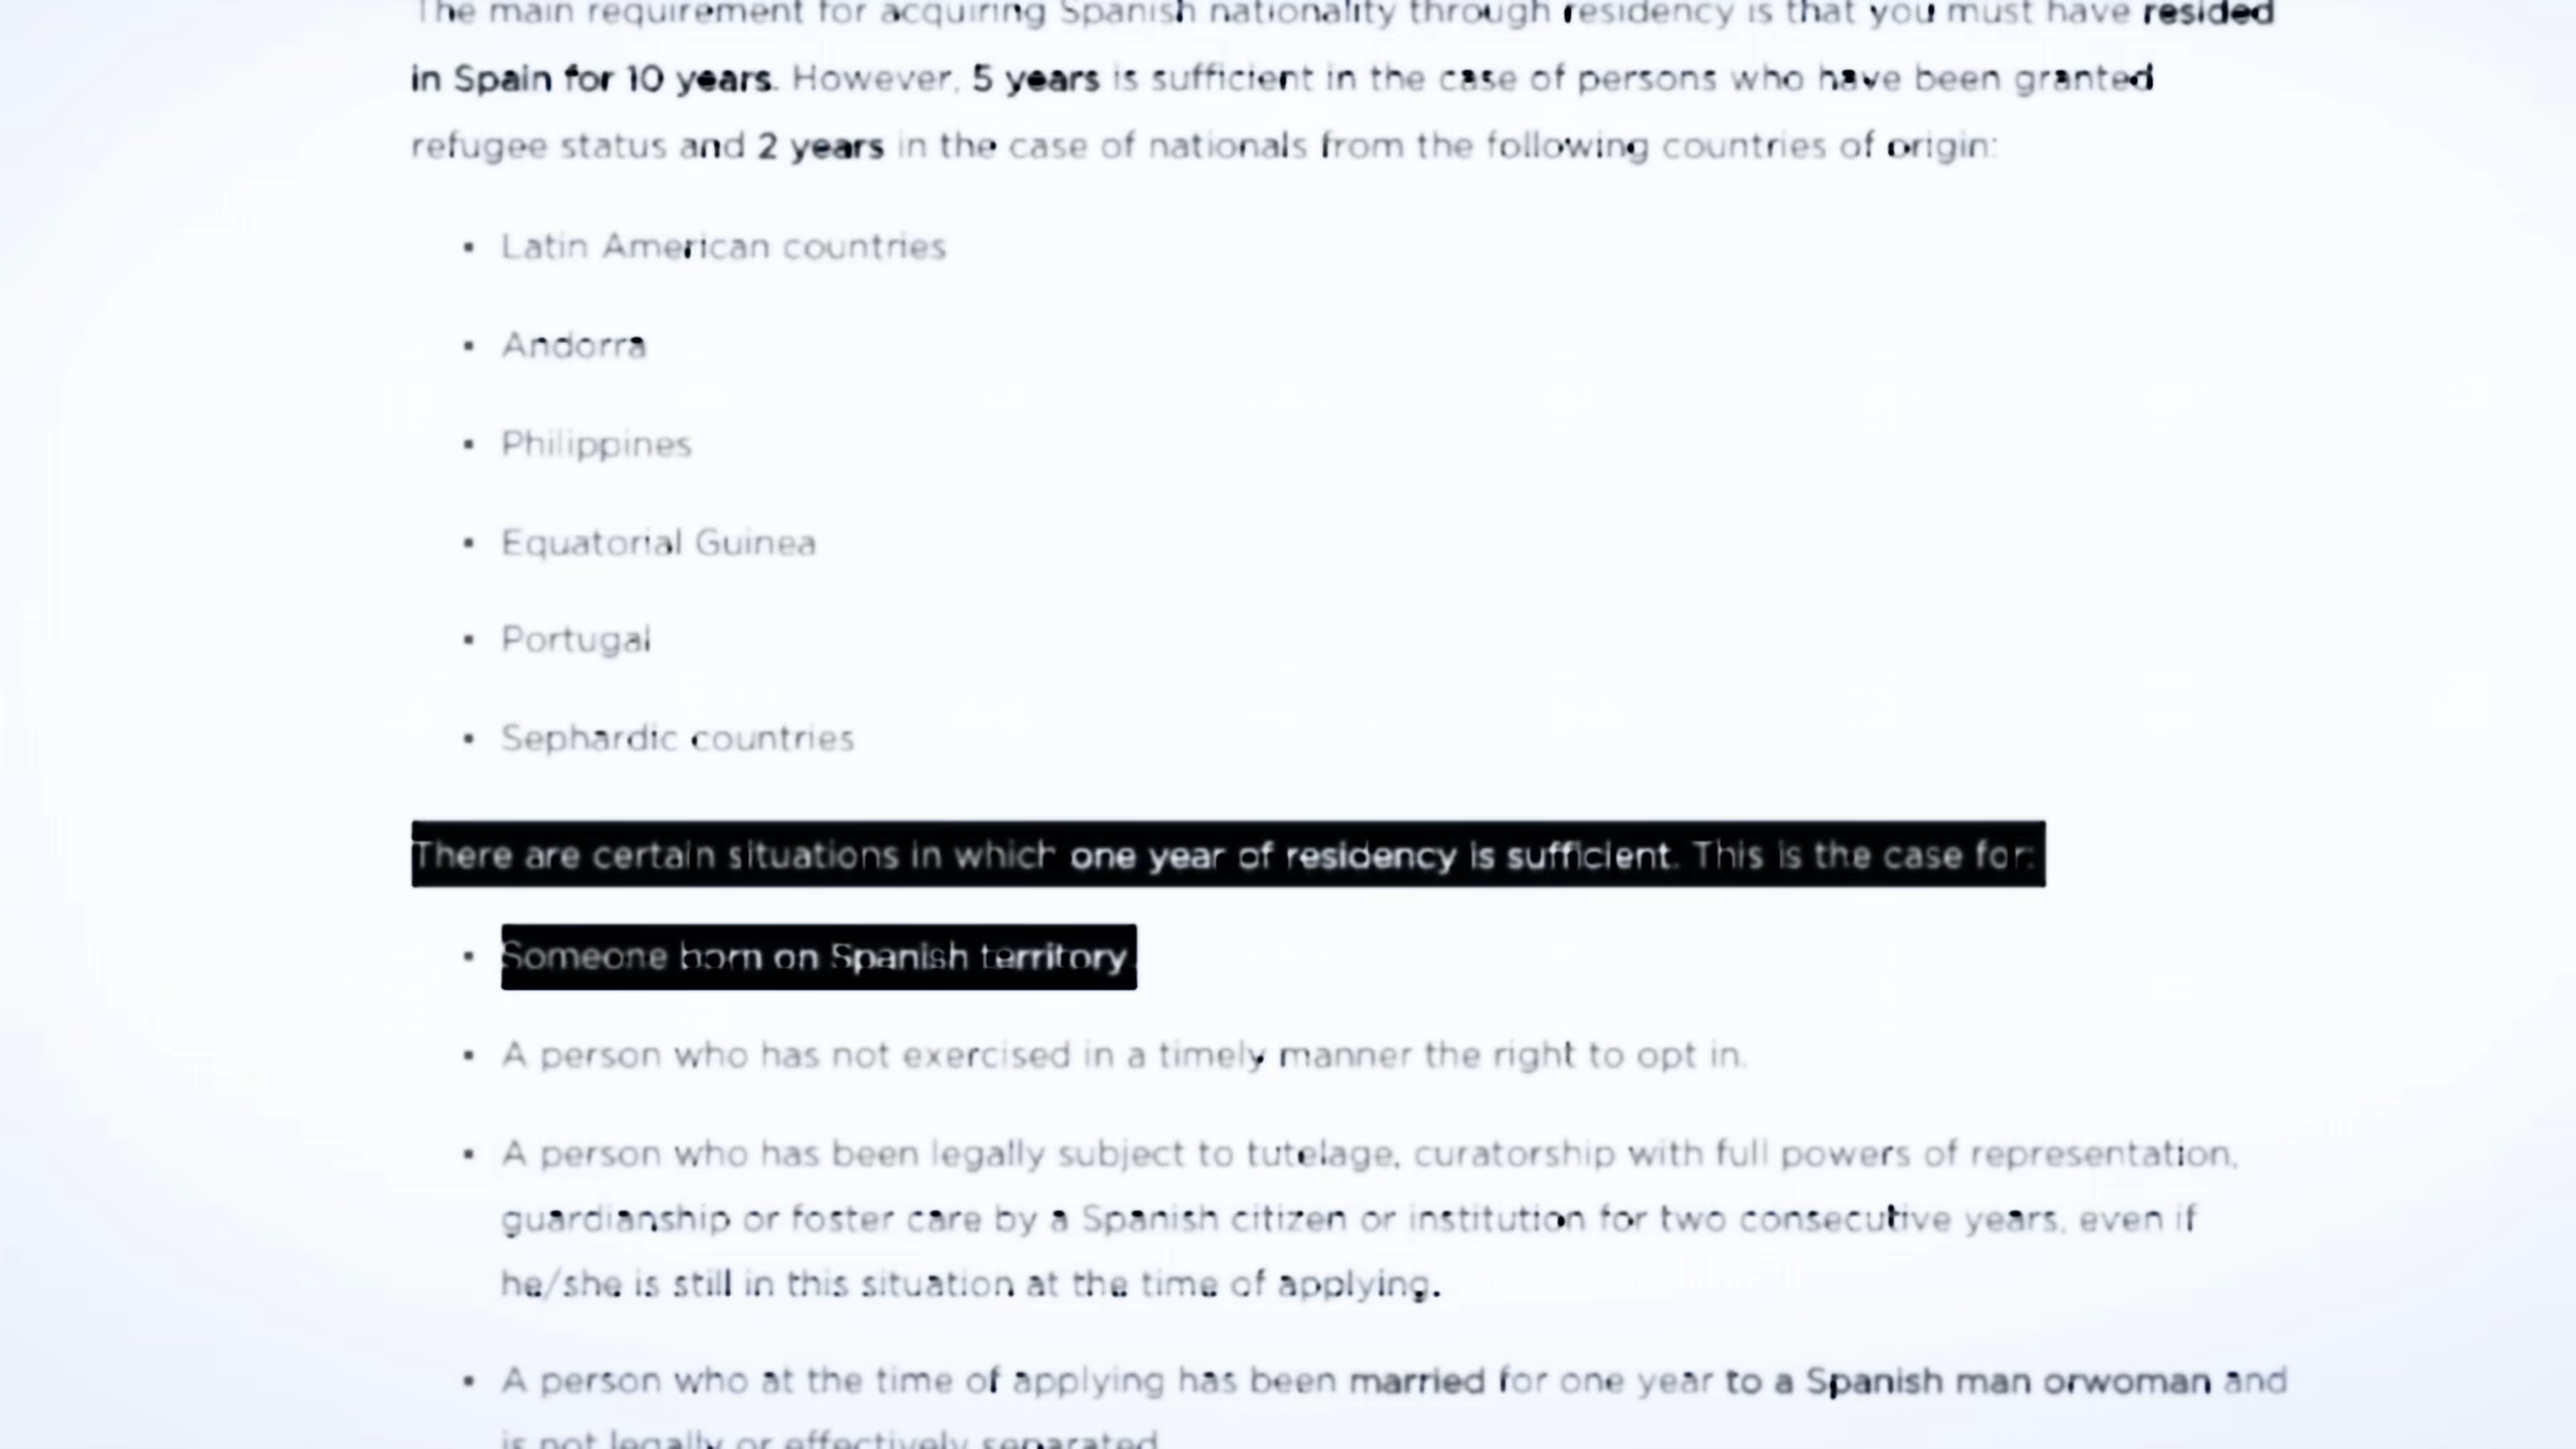 The main requirement for acquiring Spanish nationality through residency is that you must have resided
in Spain for 10 years. However, 5 years is sufficient in the case of persons who have been granted
refugee status and 2 years in the case of nationals from the following countries of origin:
▪ Latin American countries
▪ Andorra
▪ Philippines
▪ Equatorial Guinea
▪ Portugal
▪ Sephardic countries
There are certain situations in which one year of residency is sufficient. This is the case for:
▪ Someone born on Spanish territory.
▪ A person who has not exercised in a timely manner the right to opt in.
▪ A person who has been legally subject to tutelage, curatorship with full powers of representation,
guardianship or foster care by a Spanish citizen or institution for two consecutive years, even if
he/she is still in this situation at the time of applying.
▪ A person who at the time of applying has been married for one year to a Spanish man orwoman and
is not legally or effectively separated